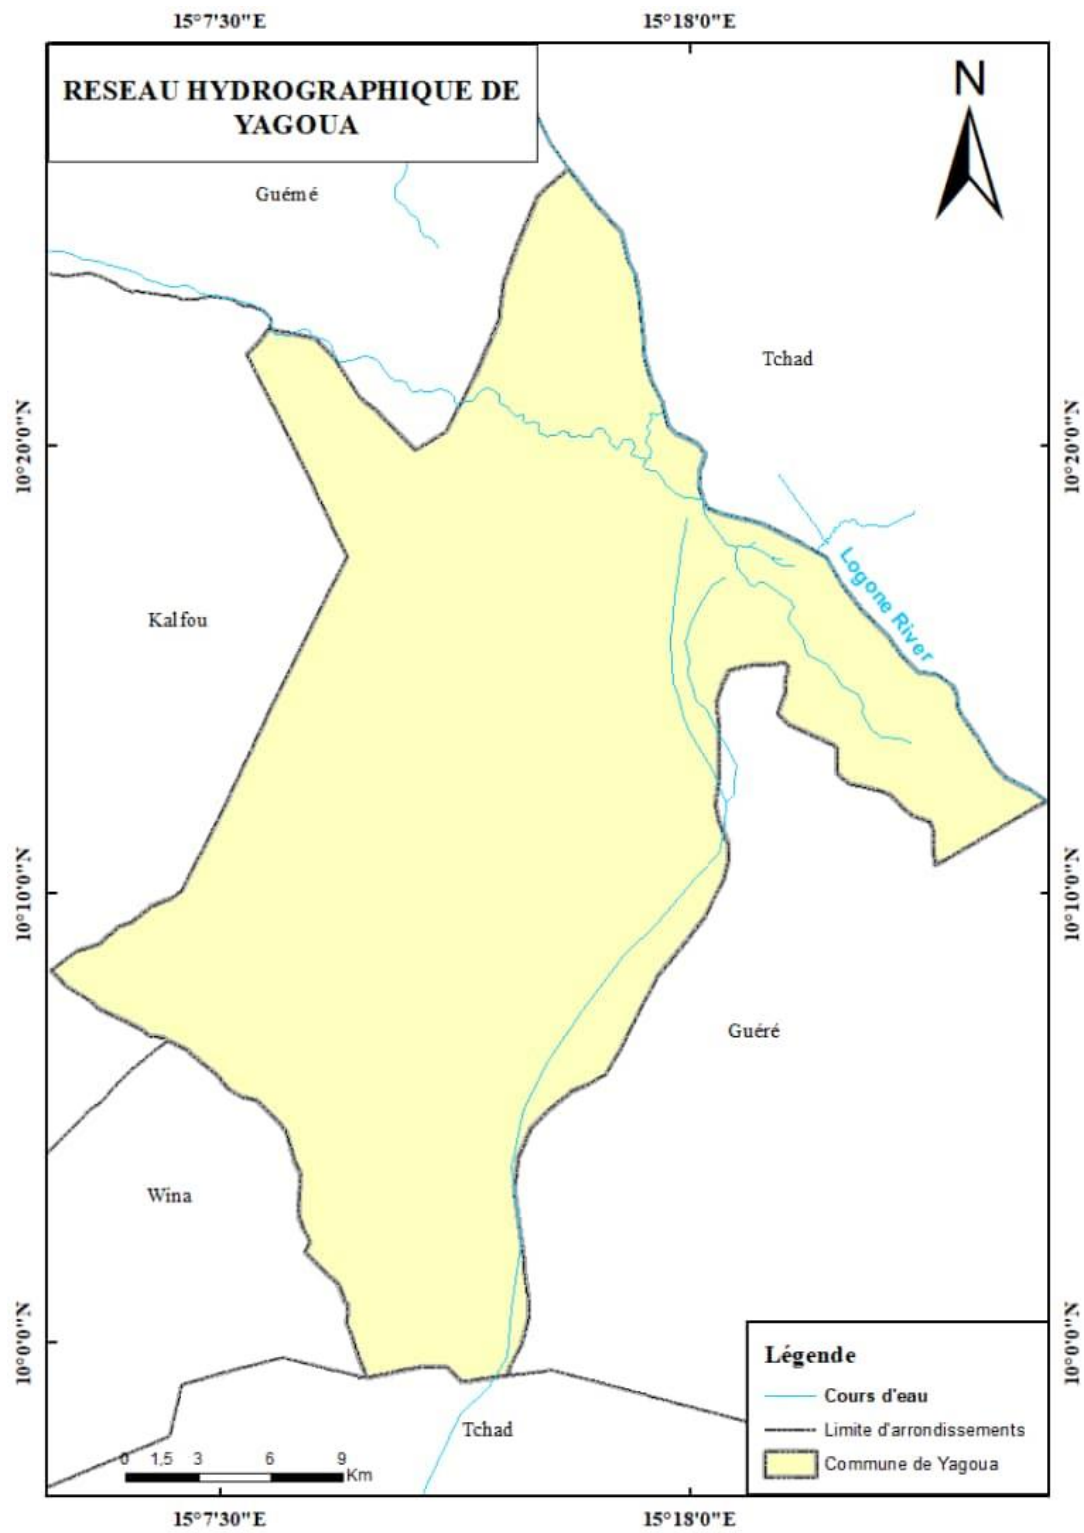 15°7'30"E 15°18'0"E
RESEAU HYDROGRAPHIQUE DE
YAGOUA
N
Guémé
Tchad
10°20'0"N 10°20'0"N
Logone River
Kalfou
10°10'0"N 10°10'0"N
Guéré
Wina
10°0'0"N 10°0'0"N
Légende
Cours d'eau
Limite d'arrondissements
Commune de Yagoua
Tchad
0 1,5 3 6 9
Km
15°7'30"E 15°18'0"E